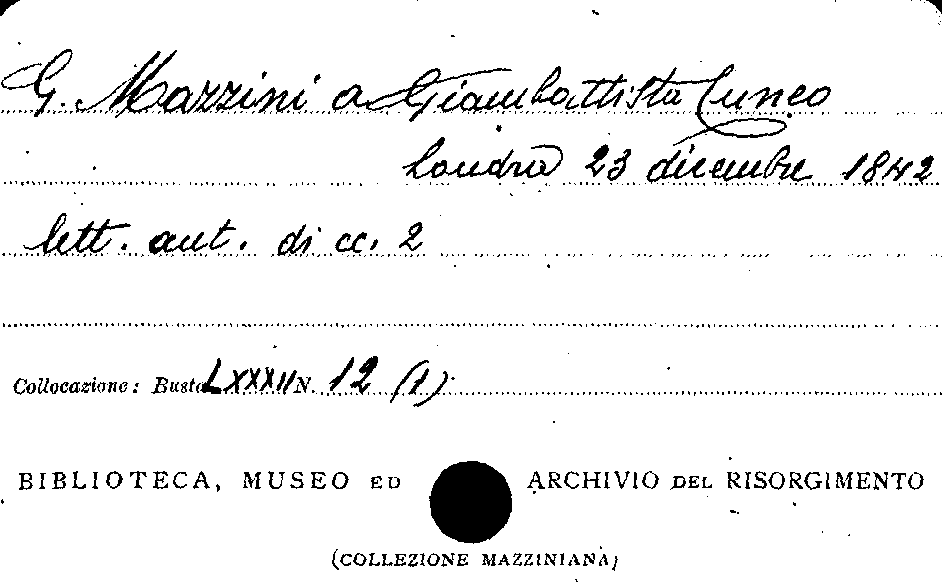 G. Mazzini a Giambattista Cuneo
Londra 23 dicembre 1842
lett. aut. di cc. 2
Collocazione: Busta LXXXII N. 12 (1)
BIBLIOTECA, MUSEO ED ARCHIVIO DEL RISORGIMENTO
(COLLEZIONE MAZZINIANA)